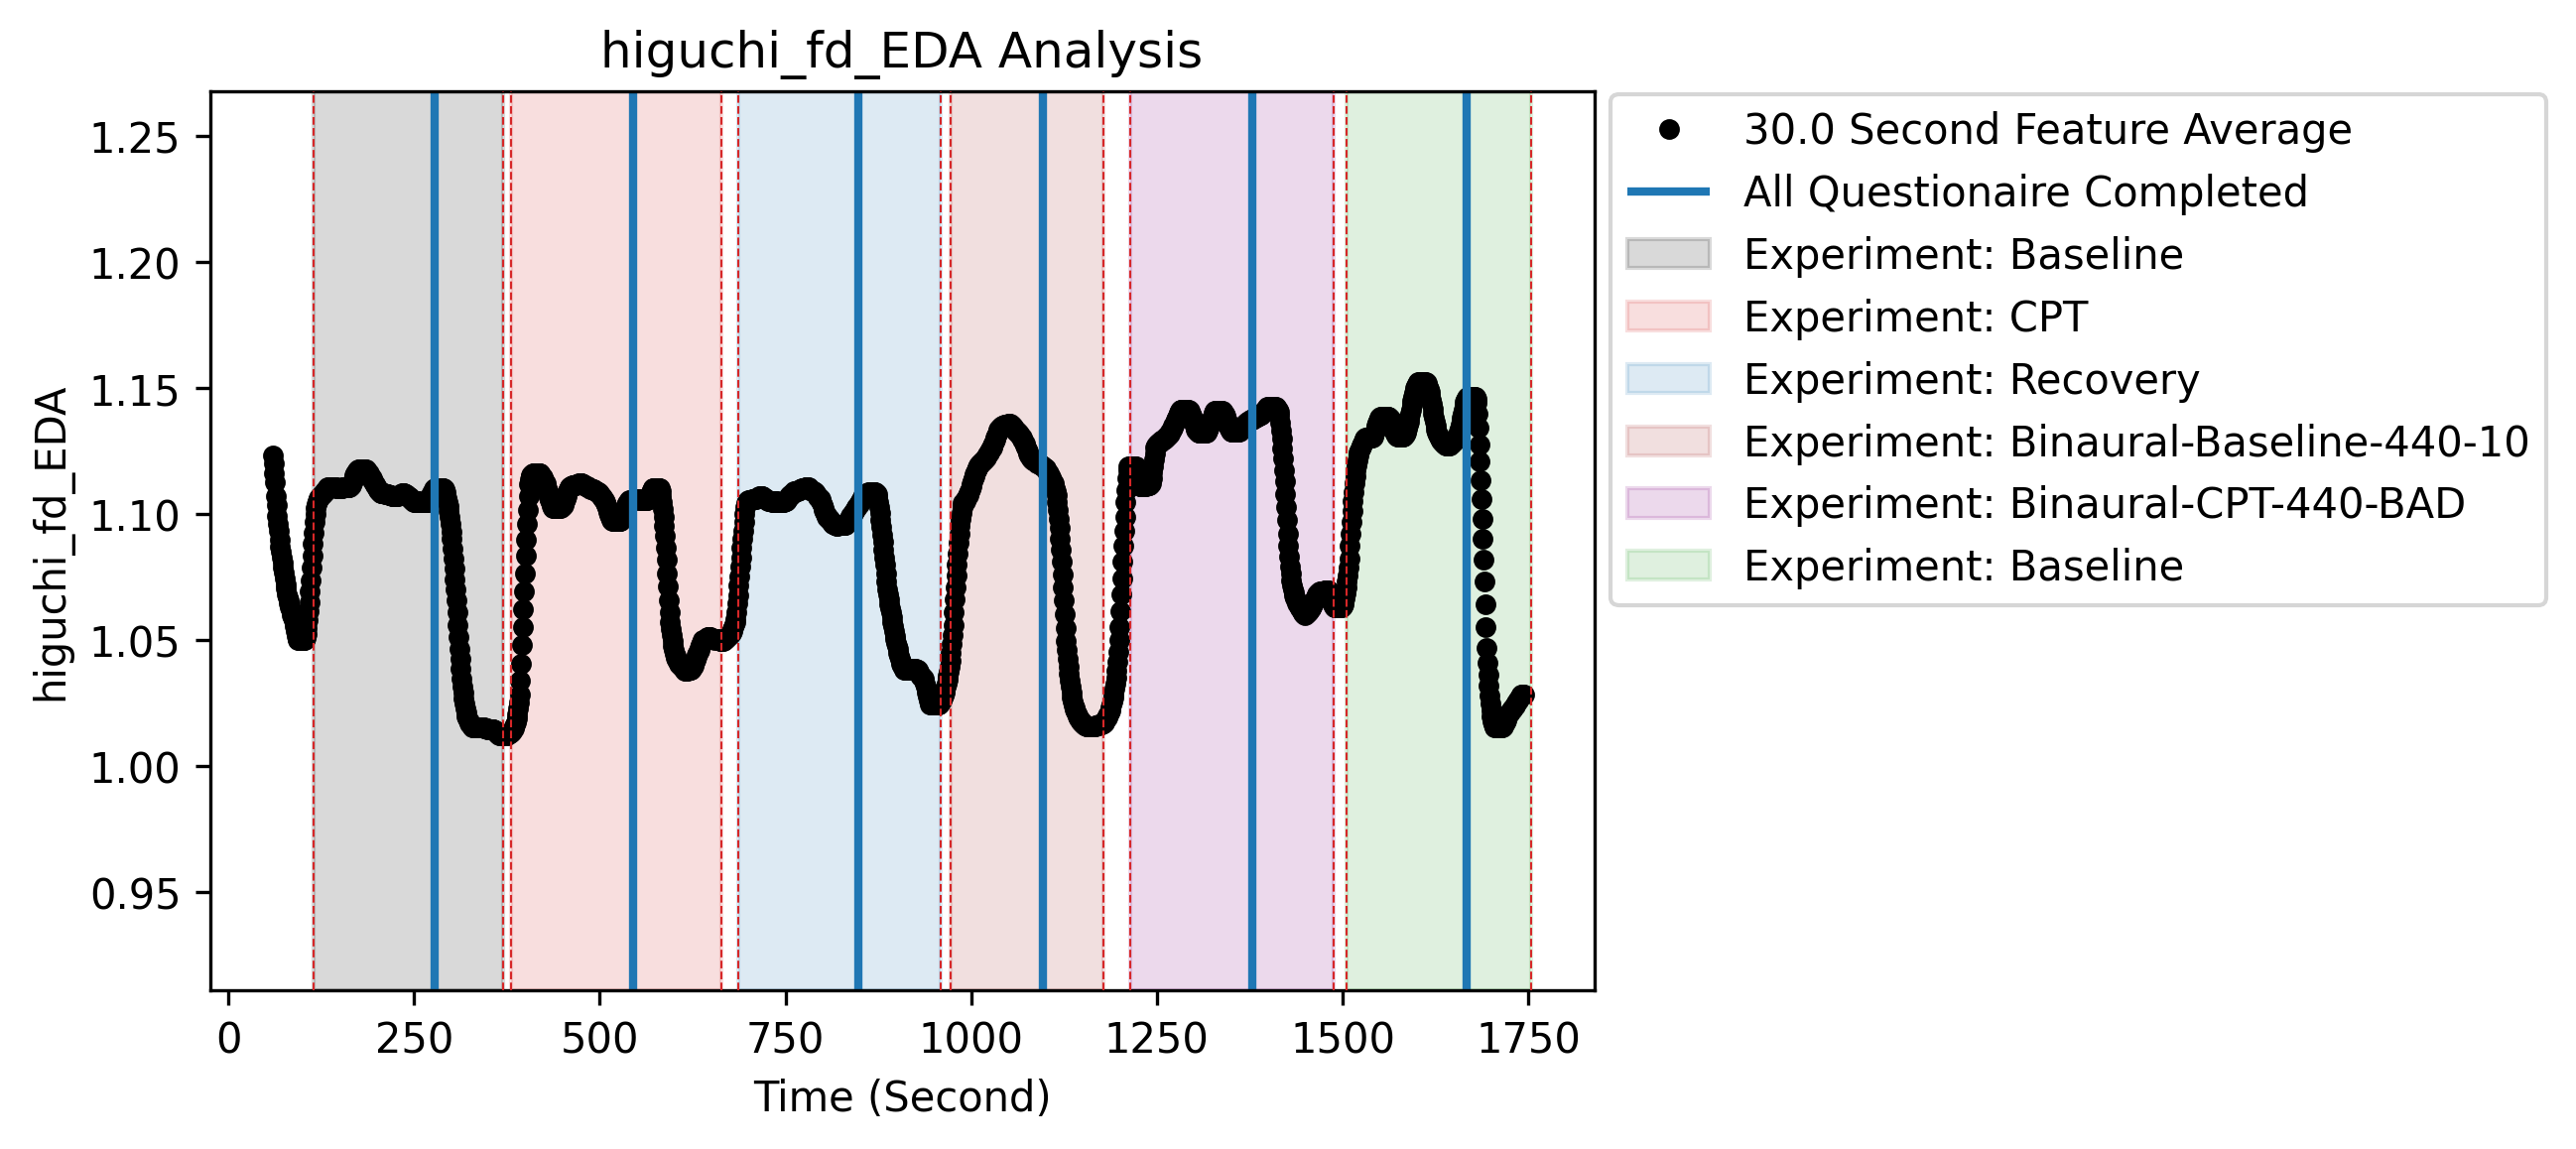 higuchi_fd_EDA Analysis
higuchi_fd_EDA
1.25
1.20
1.15
1.10
1.05
1.00
0.95
0
250
500
750
1000
1250
1500
1750
Time (Second)
30.0 Second Feature Average
All Questionaire Completed
Experiment: Baseline
Experiment: CPT
Experiment: Recovery
Experiment: Binaural-Baseline-440-10
Experiment: Binaural-CPT-440-BAD
Experiment: Baseline